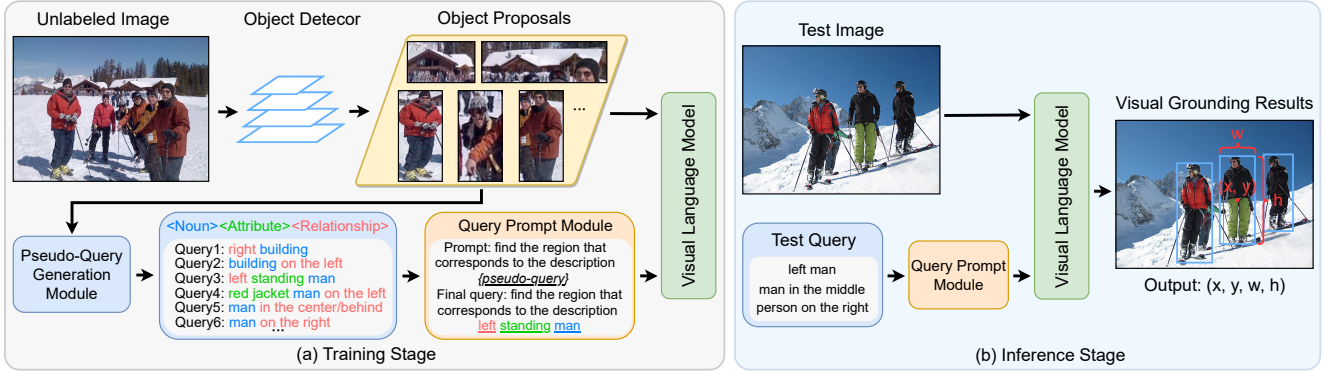 Unlabeled Image
Object Detecor
Object Proposals
...
Visual Language Model
Pseudo-Query
Generation
Module
<Noun><Attribute><Relationship>
Query1: right building
Query2: building on the left
Query3: left standing man
Query4: red jacket man on the left
Query5: man in the center/behind
Query6: man on the right
...
Query Prompt Module
Prompt: find the region that
corresponds to the description
{pseudo-query}
Final query: find the region that
corresponds to the description
left standing man
(a) Training Stage
Test Image
Visual Language Model
Visual Grounding Results
w
(x, y)
h
Output: (x, y, w, h)
Test Query
left man
man in the middle
person on the right
Query Prompt
Module
(b) Inference Stage